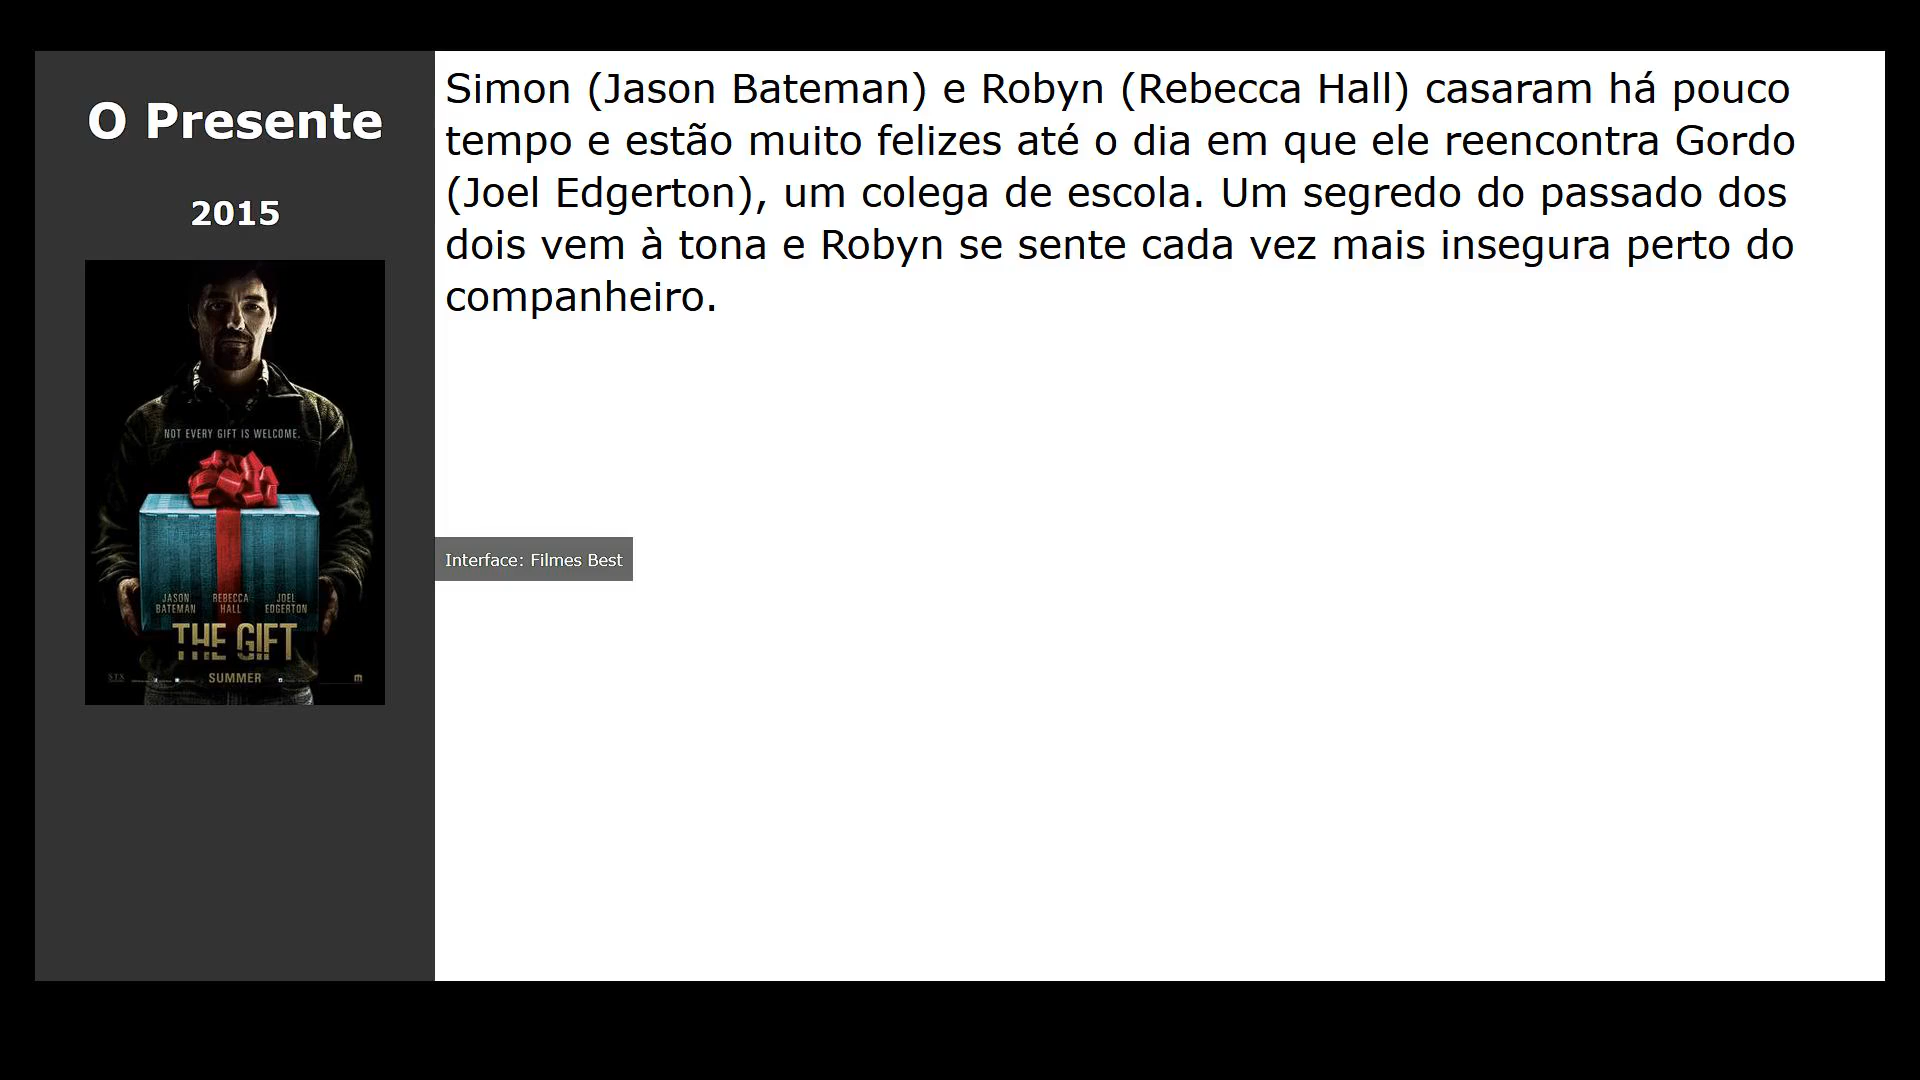 O Presente
2015
NOT EVERY GIFT IS WELCOME.
JASON BATEMAN
REBECCA HALL
JOEL EDGERTON
THE GIFT
SUMMER
Simon (Jason Bateman) e Robyn (Rebecca Hall) casaram há pouco
tempo e estão muito felizes até o dia em que ele reencontra Gordo
(Joel Edgerton), um colega de escola. Um segredo do passado dos
dois vem à tona e Robyn se sente cada vez mais insegura perto do
companheiro.
Interface: Filmes Best